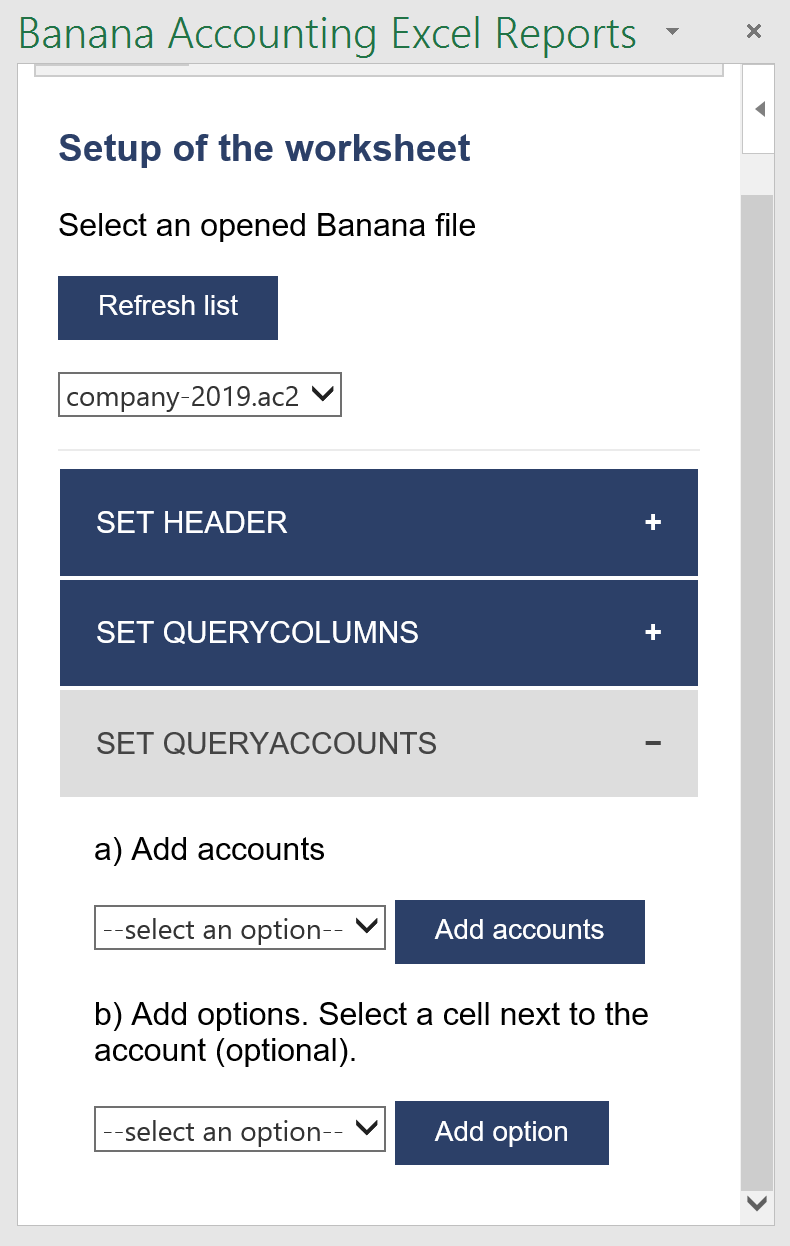 Banana Accounting Excel Reports
Setup of the worksheet
Select an opened Banana file
Refresh list
company-2019.ac2
SET HEADER +
SET QUERYCOLUMNS +
SET QUERYACCOUNTS −
a) Add accounts
--select an option-- Add accounts
b) Add options. Select a cell next to the
account (optional).
--select an option-- Add option